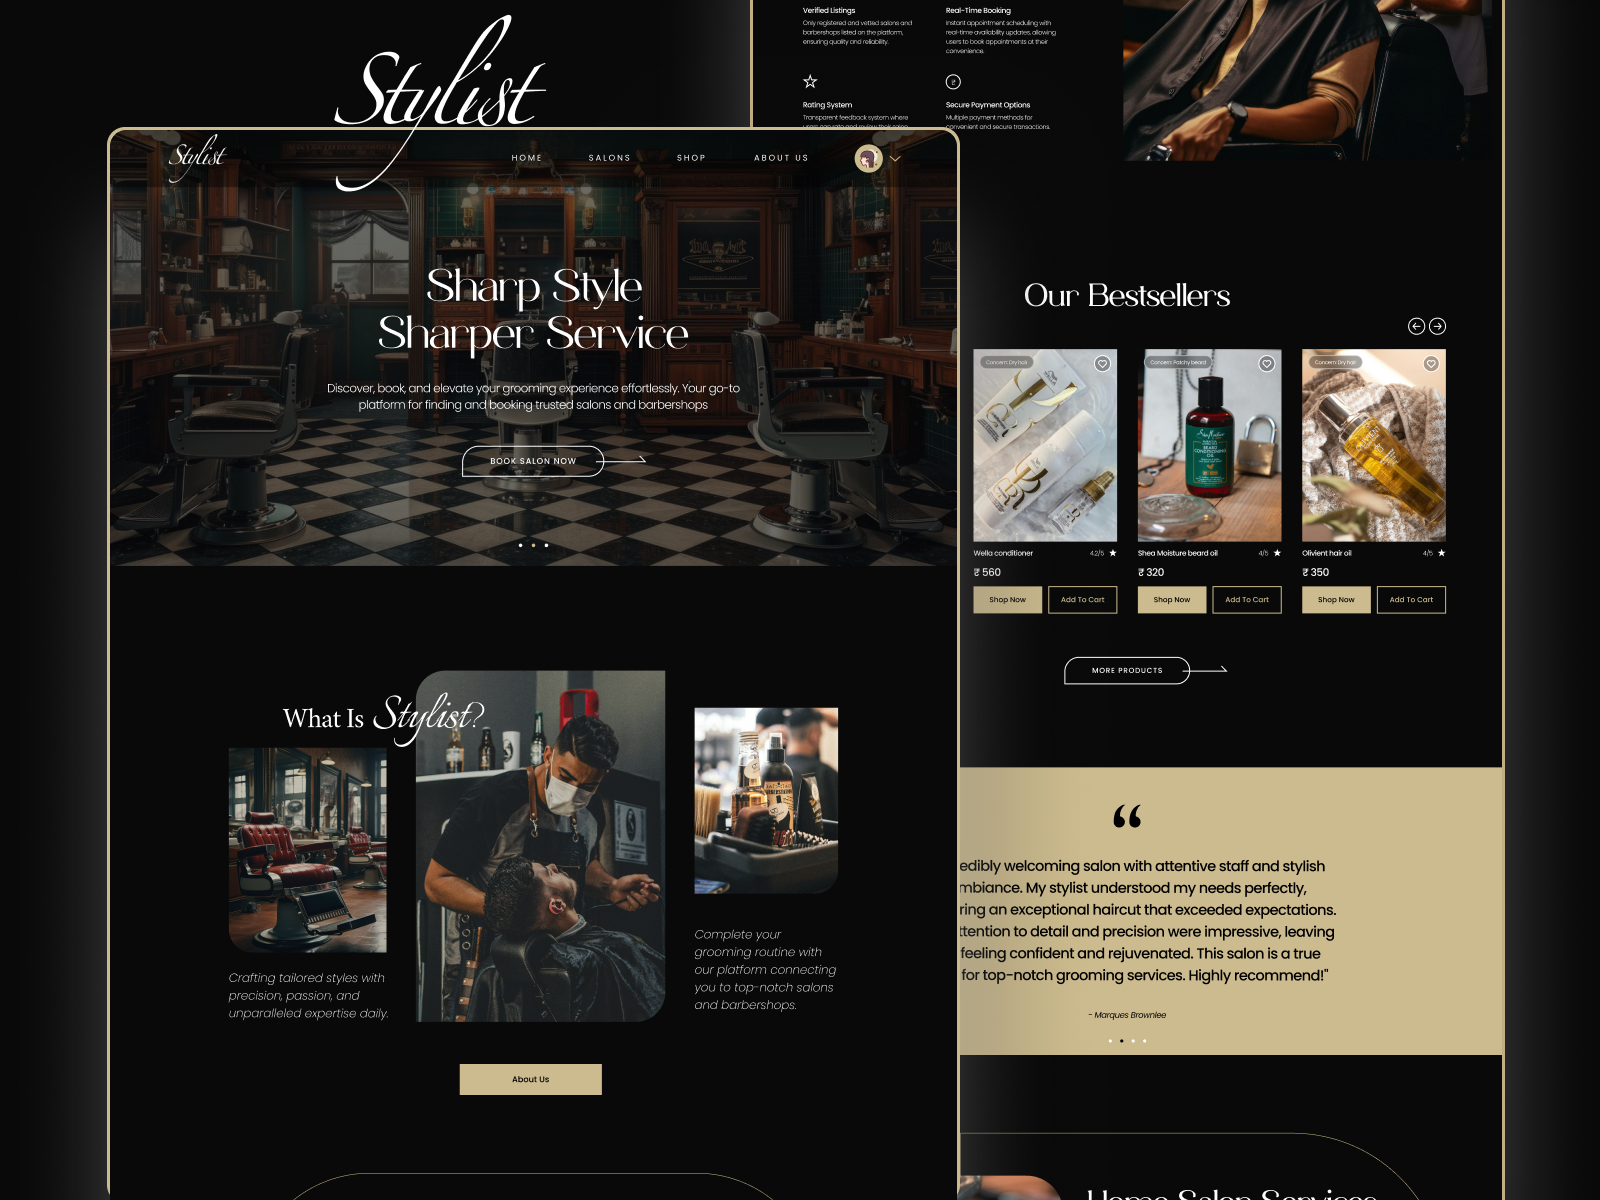 Stylist
Verified Listings
Only registered and vetted salons and
barbershops listed on the platform,
ensuring quality and reliability.
Real-Time Booking
Instant appointment scheduling with
real-time availability updates, allowing
users to book appointments at their
convenience.
Rating System
Transparent feedback system where
Secure Payment Options
Multiple payment methods for
convenient and secure transactions.
Stylist
HOME
SALONS
SHOP
ABOUT US
Sharp Style
Sharper Service
Discover, book, and elevate your grooming experience effortlessly. Your go-to
platform for finding and booking trusted salons and barbershops
BOOK SALON NOW
What Is Stylist?
Crafting tailored styles with
precision, passion, and
unparalleled expertise daily.
Complete your
grooming routine with
our platform connecting
you to top-notch salons
and barbershops.
About Us
Our Bestsellers
Concern: Dry hair
Concern: Patchy beard
Concern: Dry hair
BEARD
CONDITIONING
OIL
Wella conditioner
4.2/5
₹ 560
Shop Now
Add To Cart
Shea Moisture beard oil
4/5
₹ 320
Shop Now
Add To Cart
Olivient hair oil
4/5
₹ 350
Shop Now
Add To Cart
MORE PRODUCTS
“
edibly welcoming salon with attentive staff and stylish
mbiance. My stylist understood my needs perfectly,
ring an exceptional haircut that exceeded expectations.
ttention to detail and precision were impressive, leaving
feeling confident and rejuvenated. This salon is a true
for top-notch grooming services. Highly recommend!"
- Marques Brownlee
Home Salon Services